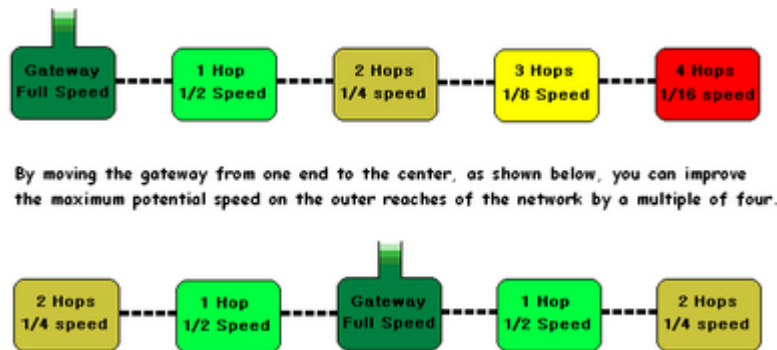 Gateway
Full Speed
1 Hop
1/2 Speed
2 Hops
1/4 speed
3 Hops
1/8 Speed
4 Hops
1/16 speed
By moving the gateway from one end to the center, as shown below, you can improve
the maximum potential speed on the outer reaches of the network by a multiple of four.
2 Hops
1/4 speed
1 Hop
1/2 Speed
Gateway
Full Speed
1 Hop
1/2 Speed
2 Hops
1/4 speed